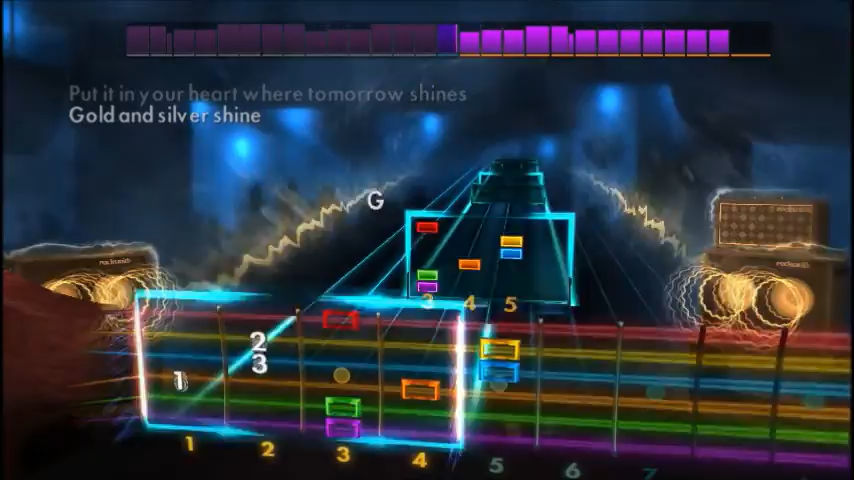 Put it in your heart where tomorrow shines
Gold and silver shine
G
3 4 5
2
3
1
1 2 3 4 5 6 7